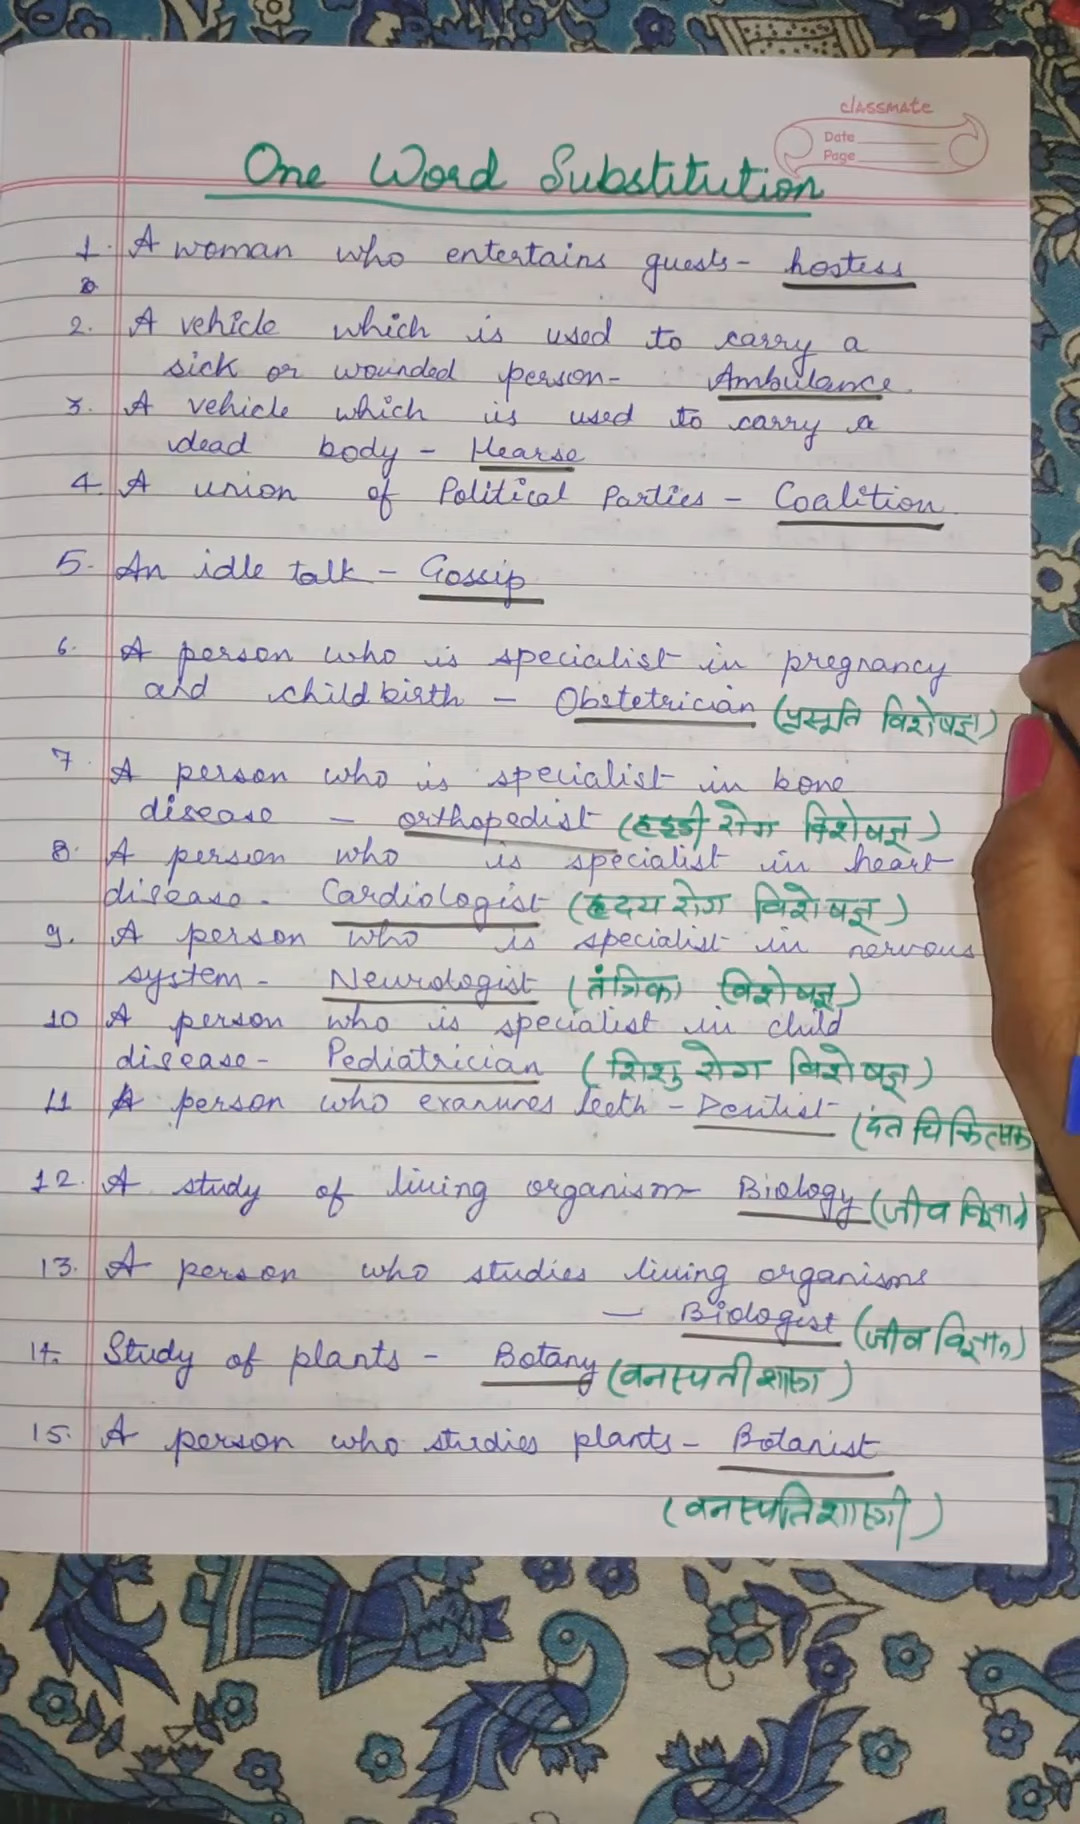 classmate
Date
Page
One Word Substitution
1. A woman who entertains guests - hostess
2. A vehicle which is used to carry a
sick or wounded person - Ambulance.
3. A vehicle which is used to carry a
dead body - Hearse
4. A union of Political Parties - Coalition
5. An idle talk - Gossip
6. A person who is specialist in pregnancy
and childbirth - Obstetrician (प्रसूति विशेषज्ञ)
7. A person who is specialist in bone
disease - orthopedist (हड्डी रोग विशेषज्ञ)
8. A person who is specialist in heart
disease - Cardiologist (हृदय रोग विशेषज्ञ)
9. A person who is specialist in nervous
system - Neurologist (तंत्रिका विशेषज्ञ)
10 A person who is specialist in child
disease - Pediatrician (शिशु रोग विशेषज्ञ)
11 A person who examines teeth - Dentist (दंत चिकित्सक
12. A study of living organism - Biology (जीव विज्ञान)
13. A person who studies living organisms
- Biologist (जीव विज्ञान)
14. Study of plants - Botany (वनस्पती शास्त्र)
15. A person who studies plants - Botanist
(वनस्पति शास्त्री)